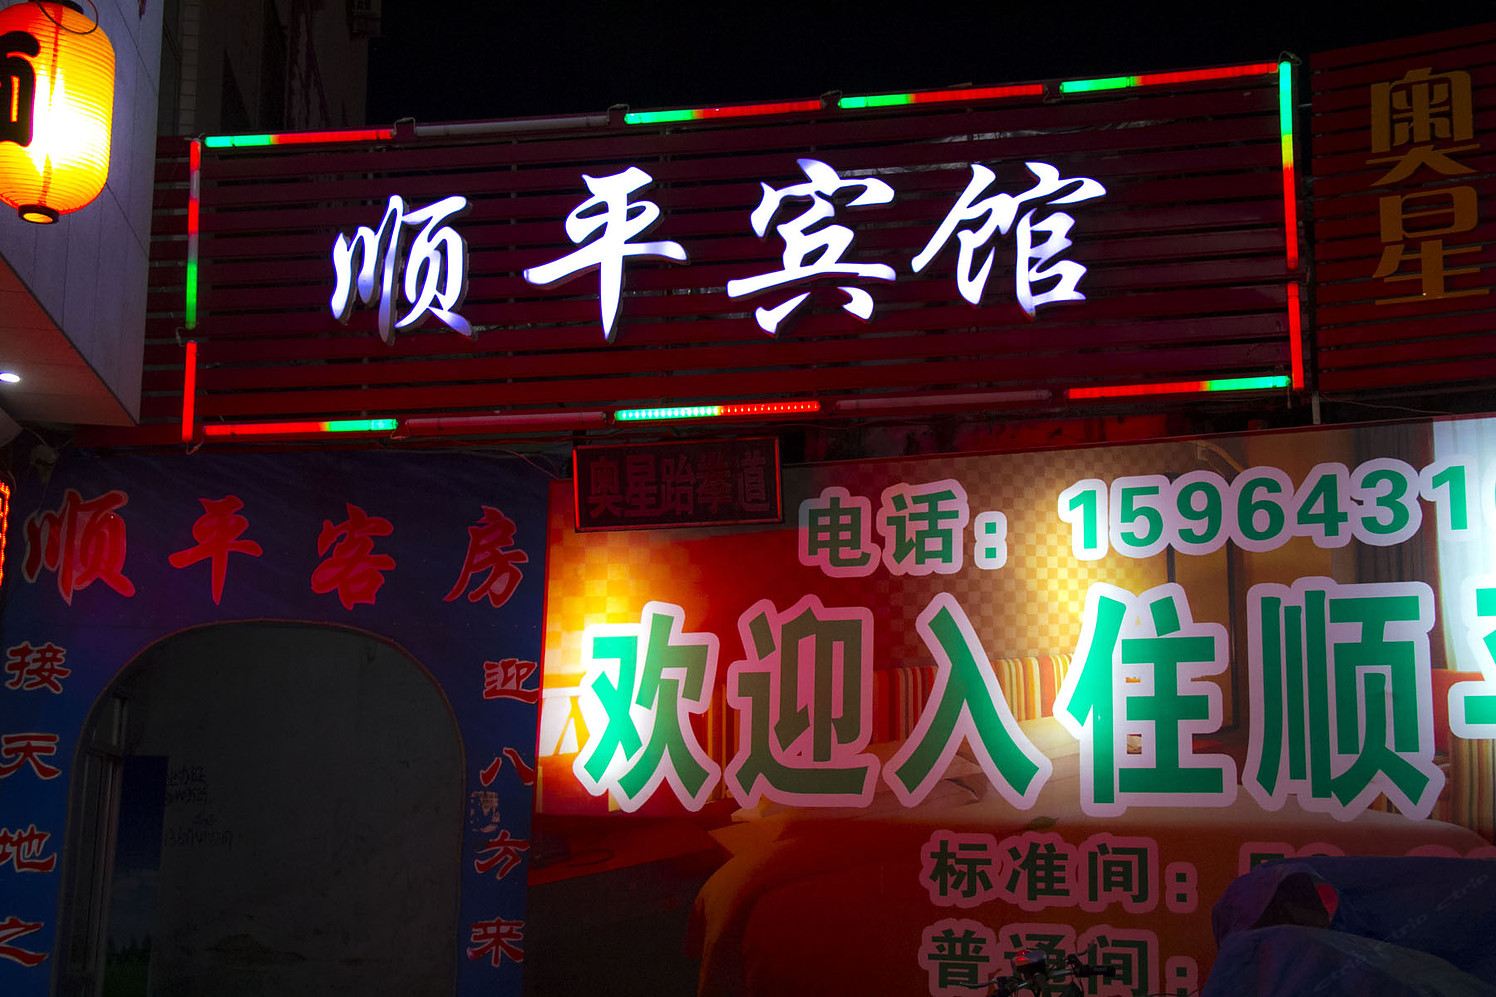 顺平宾馆
奥星
奥星跆拳道
顺平客房
接天地之
迎八方来
电话：1596431
欢迎入住顺
标准间：
普通间：